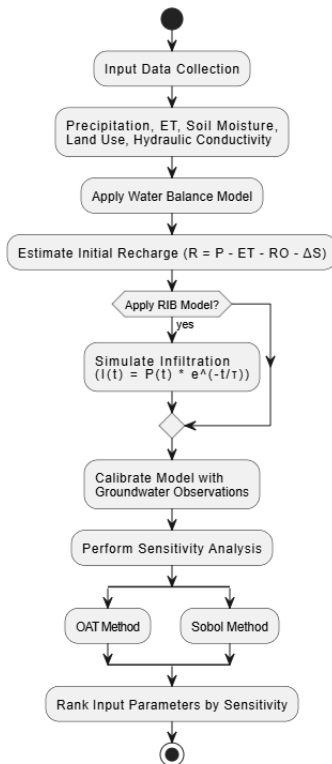 Input Data Collection
Precipitation, ET, Soil Moisture,
Land Use, Hydraulic Conductivity
Apply Water Balance Model
Estimate Initial Recharge (R = P - ET - RO - ΔS)
Apply RIB Model?
yes
Simulate Infiltration
(I(t) = P(t) * e^(-t/τ))
Calibrate Model with
Groundwater Observations
Perform Sensitivity Analysis
OAT Method
Sobol Method
Rank Input Parameters by Sensitivity